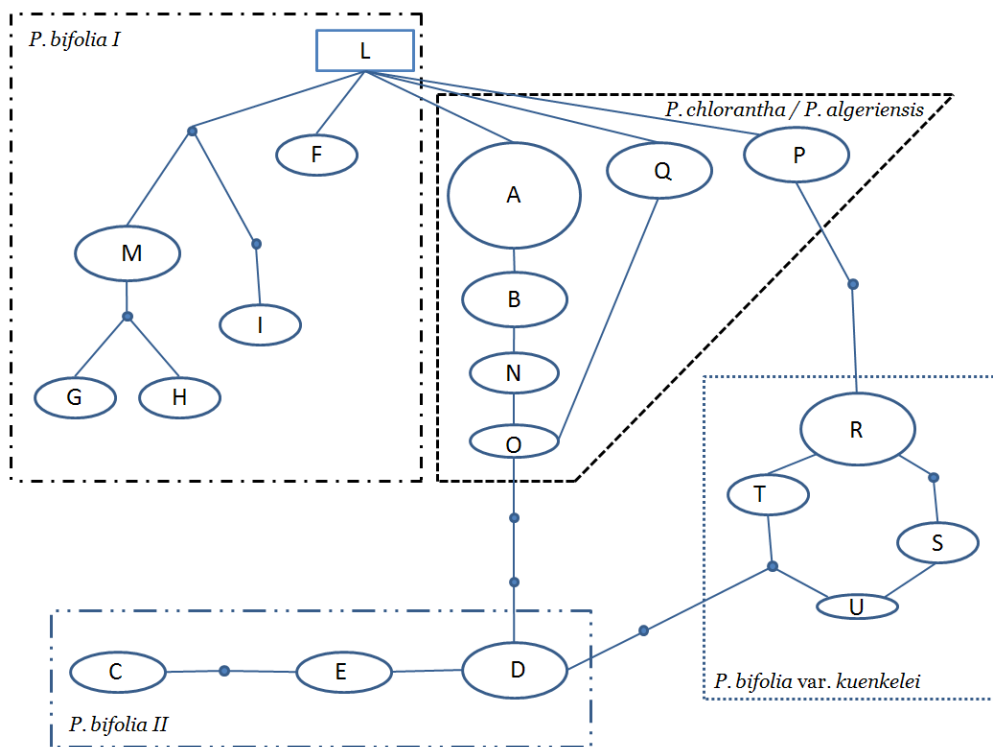 P. bifolia I
L
P. chlorantha / P. algeriensis
F
A
Q
P
M
B
I
N
G
H
O
R
T
S
U
C
E
D
P. bifolia var. kuenkelei
P. bifolia II